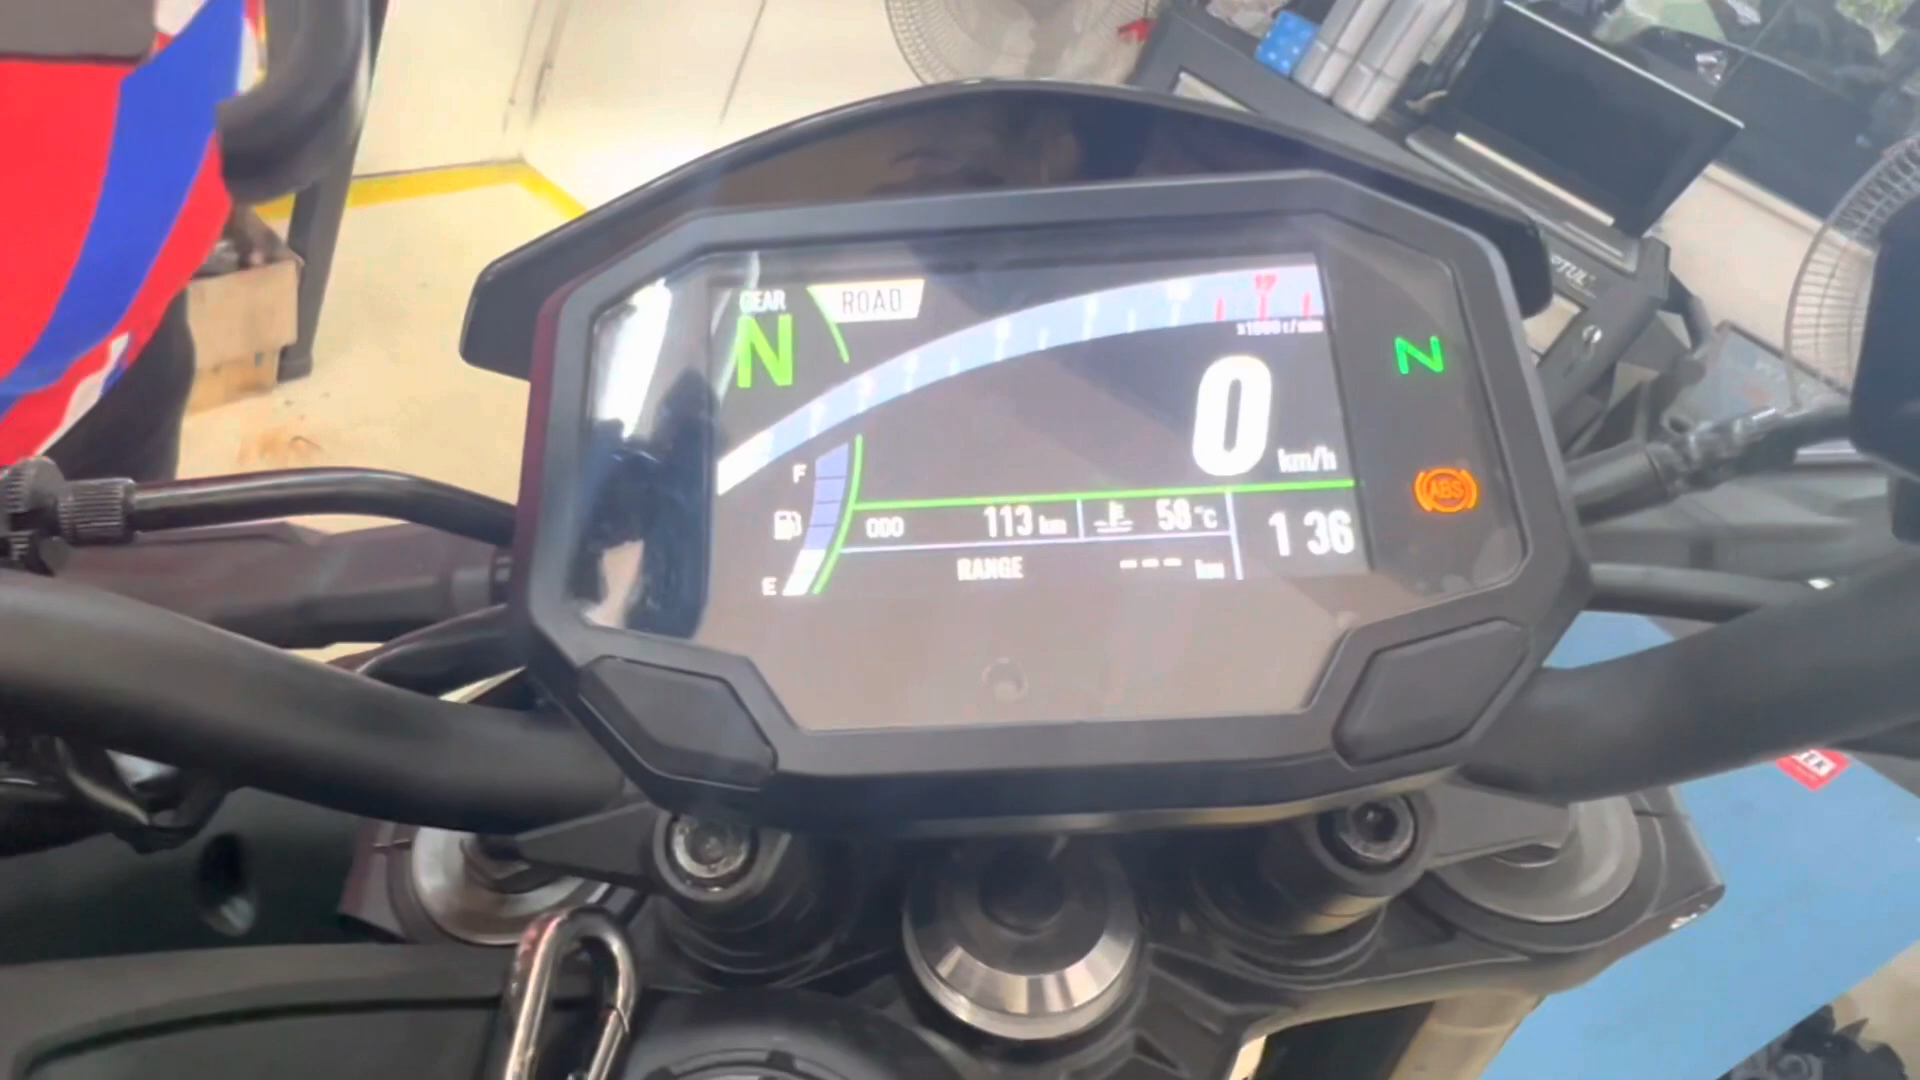 GEAR
N
ROAD
x1000 r/min
N
0
km/h
F
ABS
ODO 113 km 58 °C 1 36
RANGE --- km
E